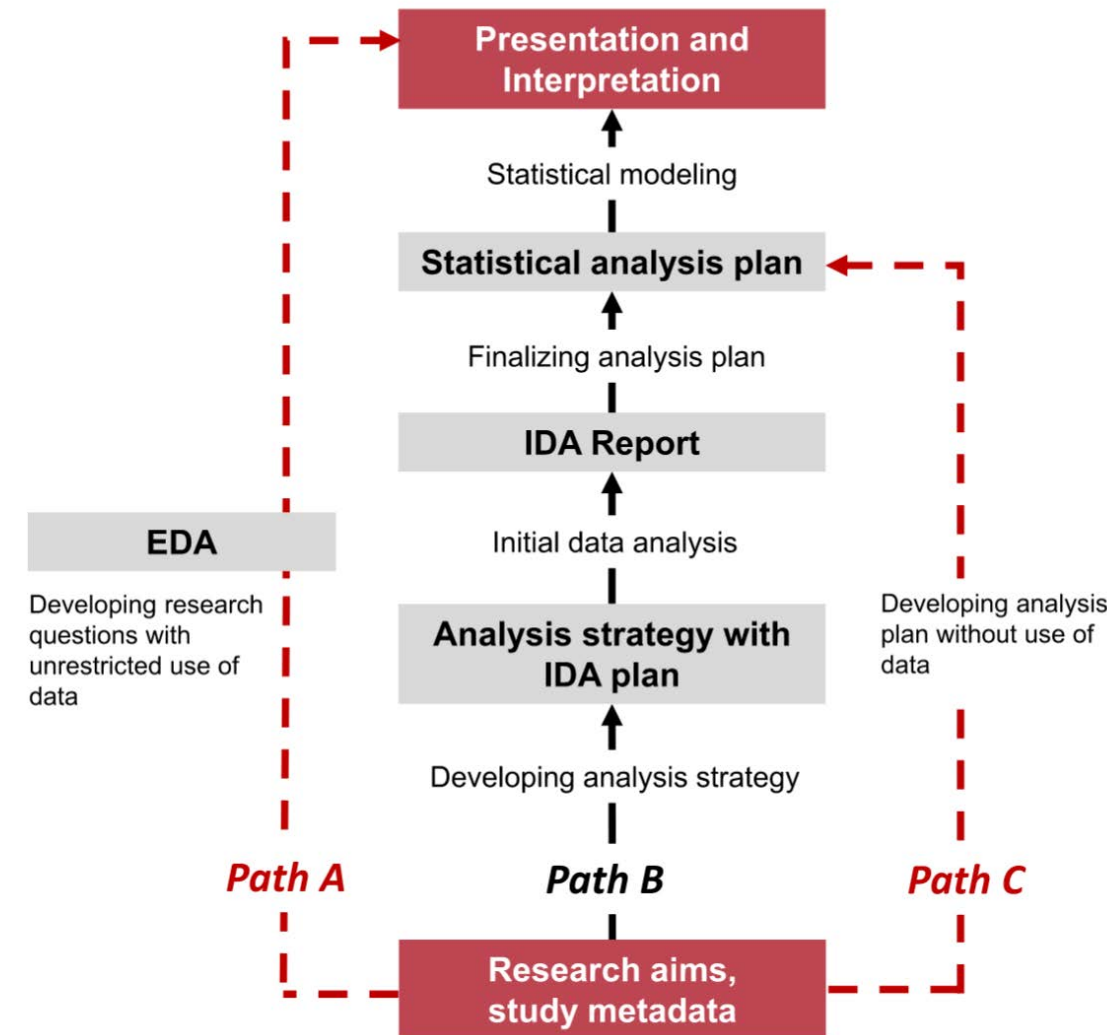 Presentation and
Interpretation
Statistical modeling
Statistical analysis plan
Finalizing analysis plan
IDA Report
EDA
Initial data analysis
Developing research
questions with
unrestricted use of
data
Analysis strategy with
IDA plan
Developing analysis
plan without use of
data
Developing analysis strategy
Path A
Path B
Path C
Research aims,
study metadata